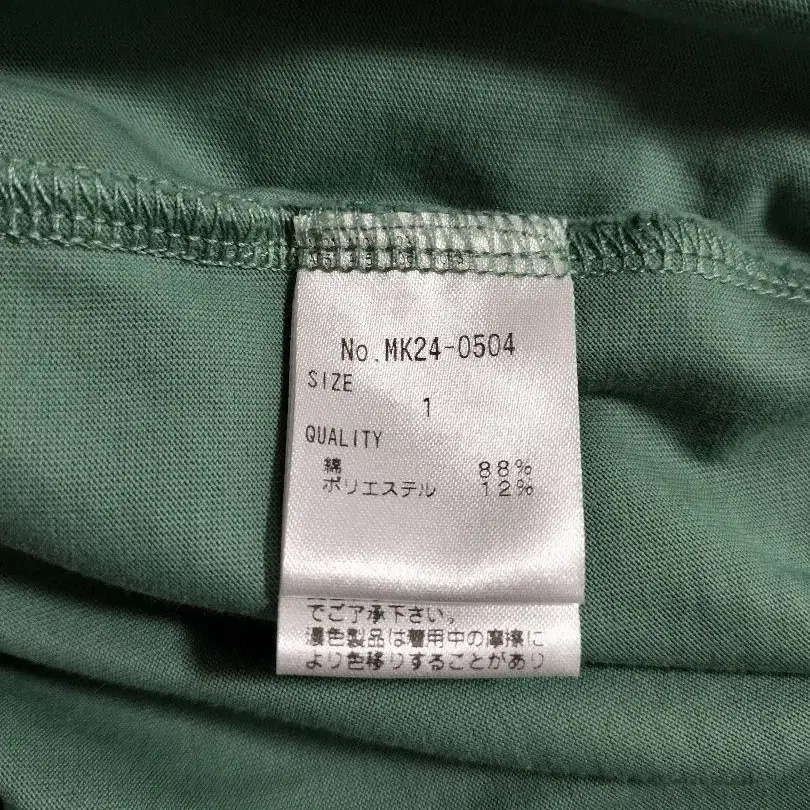 No.MK24-0504
SIZE
1
QUALITY
綿 88%
ポリエステル 12%
でご了承下さい。
濃色製品は着用中の摩擦に
より色移りすることがあり